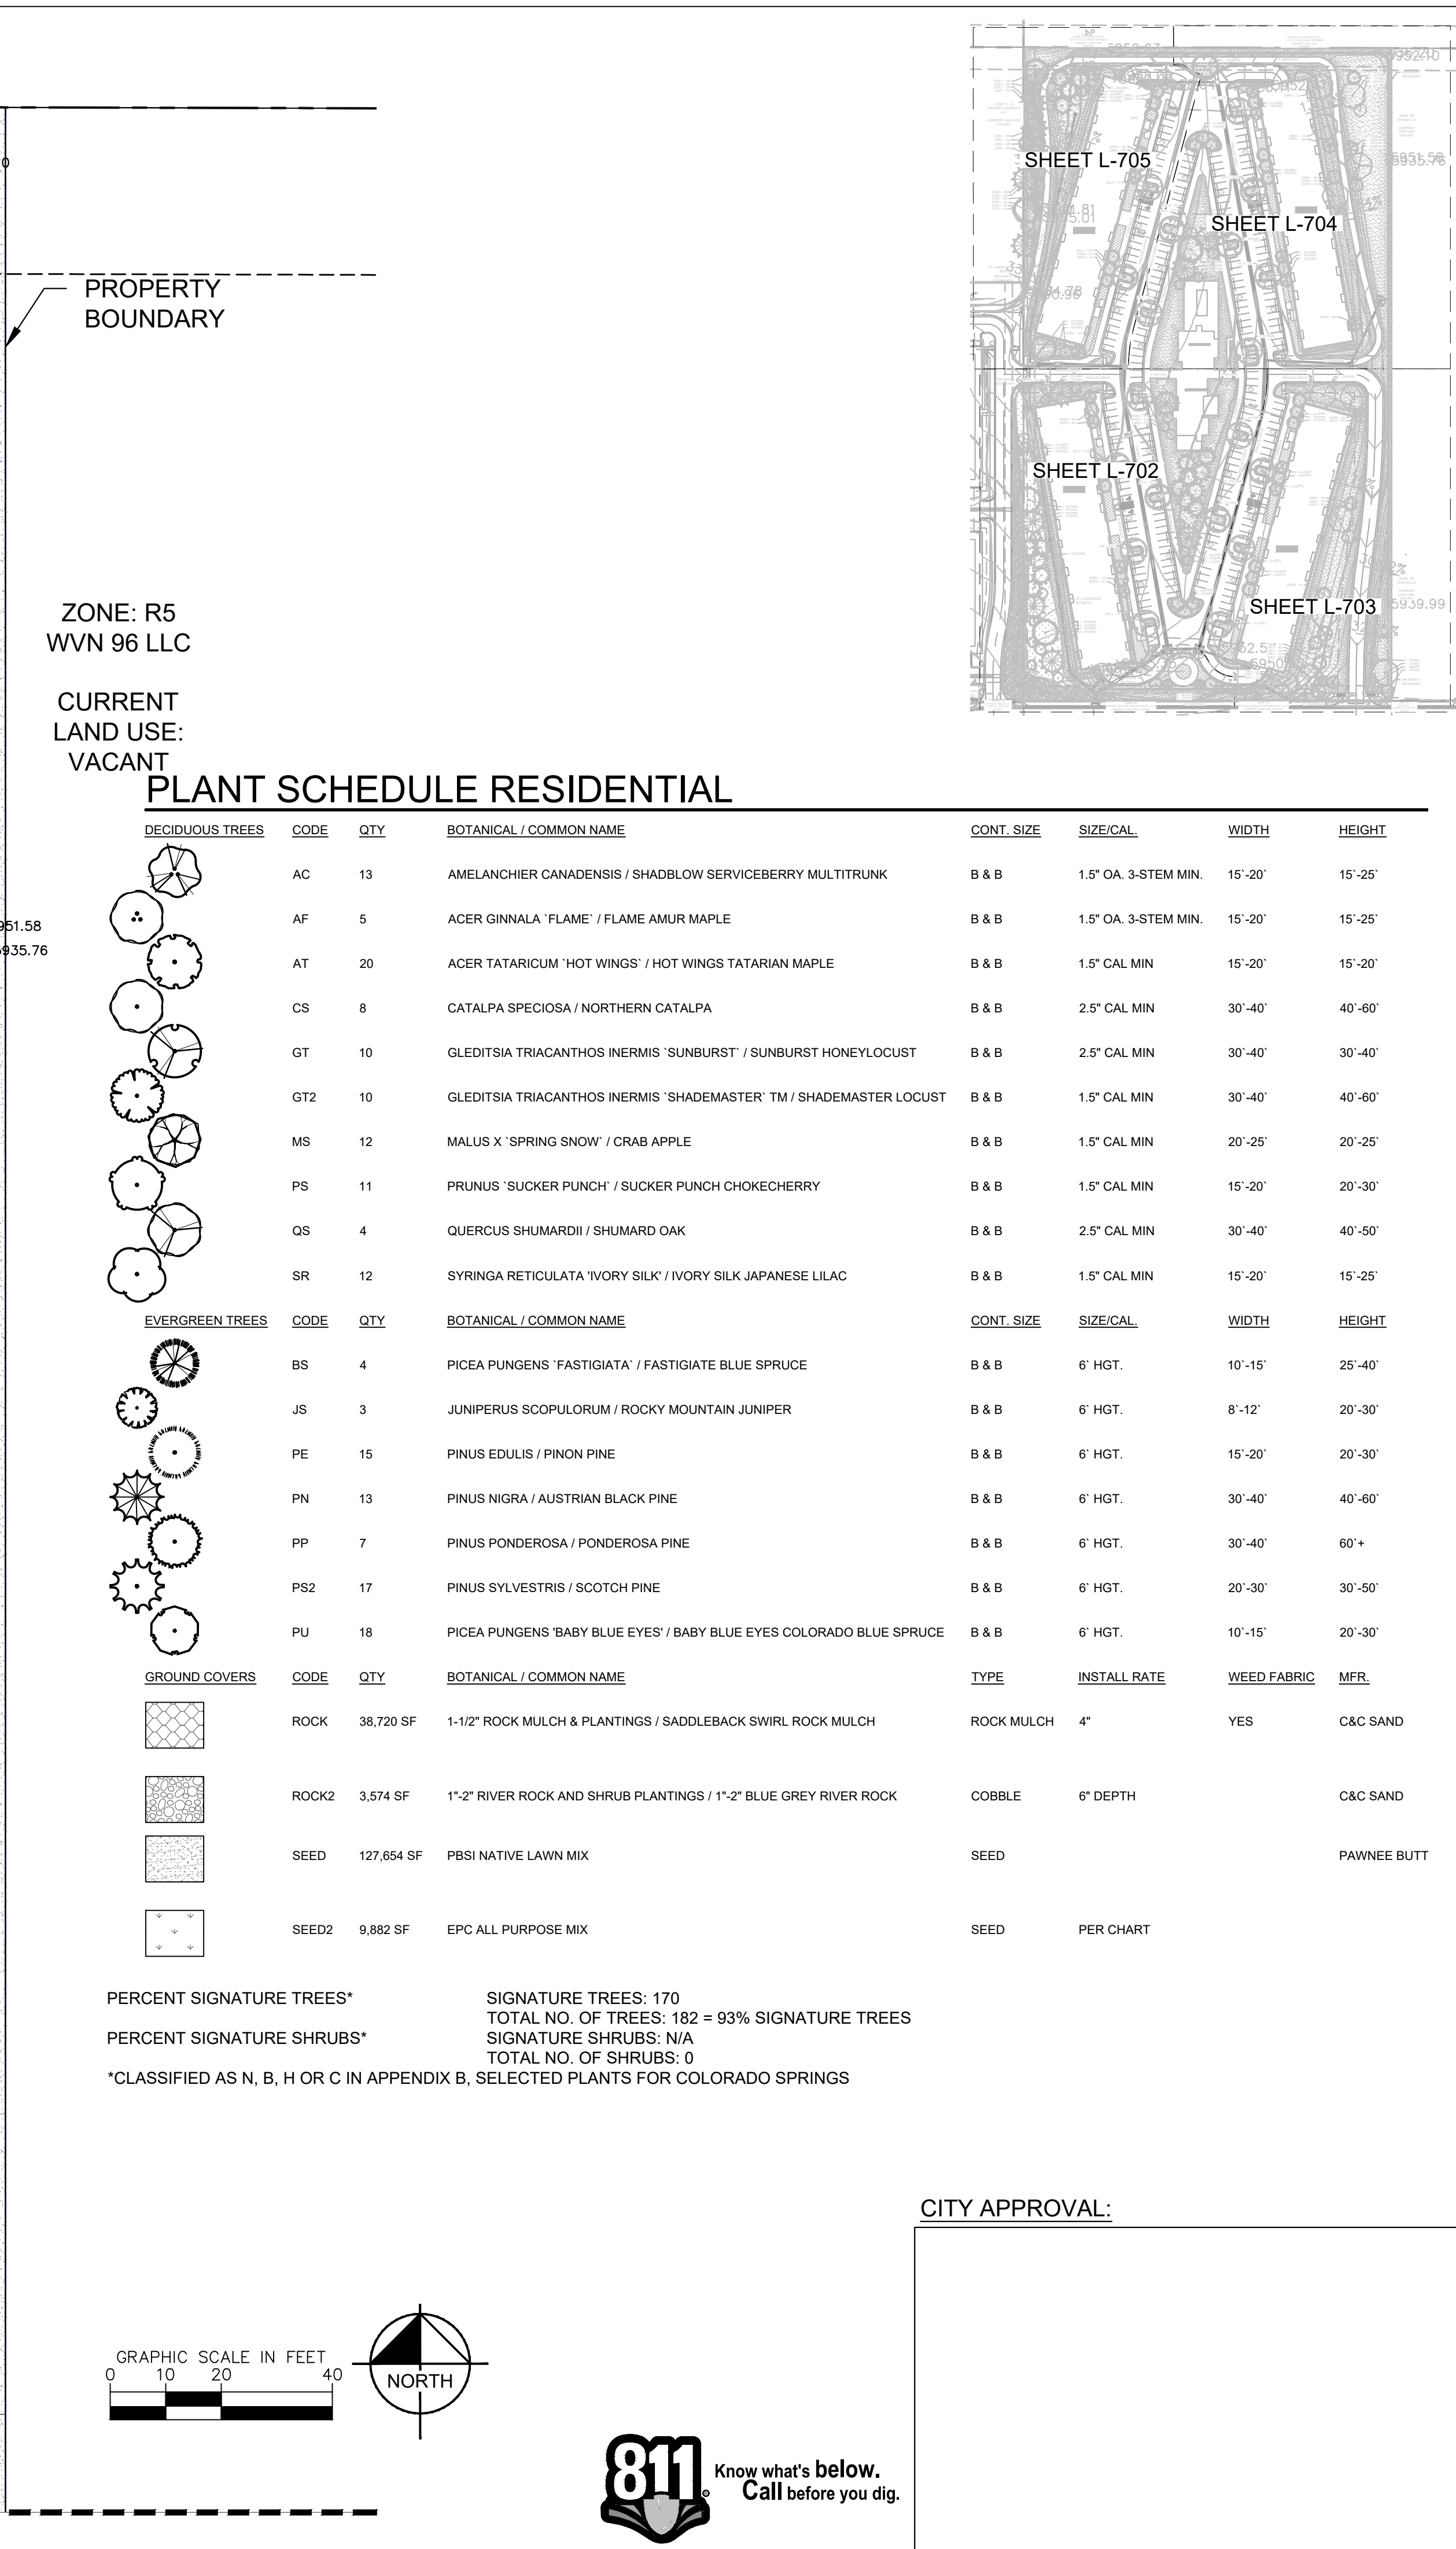 SHEET L-705
SHEET L-704
SHEET L-702
SHEET L-703
5939.99
PROPERTY
BOUNDARY
ZONE: R5
WVN 96 LLC
CURRENT
LAND USE:
VACANT
951.58
5935.76
PLANT SCHEDULE RESIDENTIAL
DECIDUOUS TREES CODE QTY BOTANICAL / COMMON NAME CONT. SIZE SIZE/CAL. WIDTH HEIGHT
AC 13 AMELANCHIER CANADENSIS / SHADBLOW SERVICEBERRY MULTITRUNK B & B 1.5" OA. 3-STEM MIN. 15`-20` 15`-25`
AF 5 ACER GINNALA `FLAME` / FLAME AMUR MAPLE B & B 1.5" OA. 3-STEM MIN. 15`-20` 15`-25`
AT 20 ACER TATARICUM `HOT WINGS` / HOT WINGS TATARIAN MAPLE B & B 1.5" CAL MIN 15`-20` 15`-20`
CS 8 CATALPA SPECIOSA / NORTHERN CATALPA B & B 2.5" CAL MIN 30`-40` 40`-60`
GT 10 GLEDITSIA TRIACANTHOS INERMIS `SUNBURST` / SUNBURST HONEYLOCUST B & B 2.5" CAL MIN 30`-40` 30`-40`
GT2 10 GLEDITSIA TRIACANTHOS INERMIS `SHADEMASTER` TM / SHADEMASTER LOCUST B & B 1.5" CAL MIN 30`-40` 40`-60`
MS 12 MALUS X `SPRING SNOW` / CRAB APPLE B & B 1.5" CAL MIN 20`-25` 20`-25`
PS 11 PRUNUS `SUCKER PUNCH` / SUCKER PUNCH CHOKECHERRY B & B 1.5" CAL MIN 15`-20` 20`-30`
QS 4 QUERCUS SHUMARDII / SHUMARD OAK B & B 2.5" CAL MIN 30`-40` 40`-50`
SR 12 SYRINGA RETICULATA 'IVORY SILK' / IVORY SILK JAPANESE LILAC B & B 1.5" CAL MIN 15`-20` 15`-25`
EVERGREEN TREES CODE QTY BOTANICAL / COMMON NAME CONT. SIZE SIZE/CAL. WIDTH HEIGHT
BS 4 PICEA PUNGENS `FASTIGIATA` / FASTIGIATE BLUE SPRUCE B & B 6` HGT. 10`-15` 25`-40`
JS 3 JUNIPERUS SCOPULORUM / ROCKY MOUNTAIN JUNIPER B & B 6` HGT. 8`-12` 20`-30`
PE 15 PINUS EDULIS / PINON PINE B & B 6` HGT. 15`-20` 20`-30`
PN 13 PINUS NIGRA / AUSTRIAN BLACK PINE B & B 6` HGT. 30`-40` 40`-60`
PP 7 PINUS PONDEROSA / PONDEROSA PINE B & B 6` HGT. 30`-40` 60`+
PS2 17 PINUS SYLVESTRIS / SCOTCH PINE B & B 6` HGT. 20`-30` 30`-50`
PU 18 PICEA PUNGENS 'BABY BLUE EYES' / BABY BLUE EYES COLORADO BLUE SPRUCE B & B 6` HGT. 10`-15` 20`-30`
GROUND COVERS CODE QTY BOTANICAL / COMMON NAME TYPE INSTALL RATE WEED FABRIC MFR.
ROCK 38,720 SF 1-1/2" ROCK MULCH & PLANTINGS / SADDLEBACK SWIRL ROCK MULCH ROCK MULCH 4" YES C&C SAND
ROCK2 3,574 SF 1"-2" RIVER ROCK AND SHRUB PLANTINGS / 1"-2" BLUE GREY RIVER ROCK COBBLE 6" DEPTH C&C SAND
SEED 127,654 SF PBSI NATIVE LAWN MIX SEED PAWNEE BUTT
SEED2 9,882 SF EPC ALL PURPOSE MIX SEED PER CHART
PERCENT SIGNATURE TREES* SIGNATURE TREES: 170
TOTAL NO. OF TREES: 182 = 93% SIGNATURE TREES
PERCENT SIGNATURE SHRUBS* SIGNATURE SHRUBS: N/A
TOTAL NO. OF SHRUBS: 0
*CLASSIFIED AS N, B, H OR C IN APPENDIX B, SELECTED PLANTS FOR COLORADO SPRINGS
CITY APPROVAL:
GRAPHIC SCALE IN FEET
0 10 20 40
NORTH
811
Know what's below.
Call before you dig.